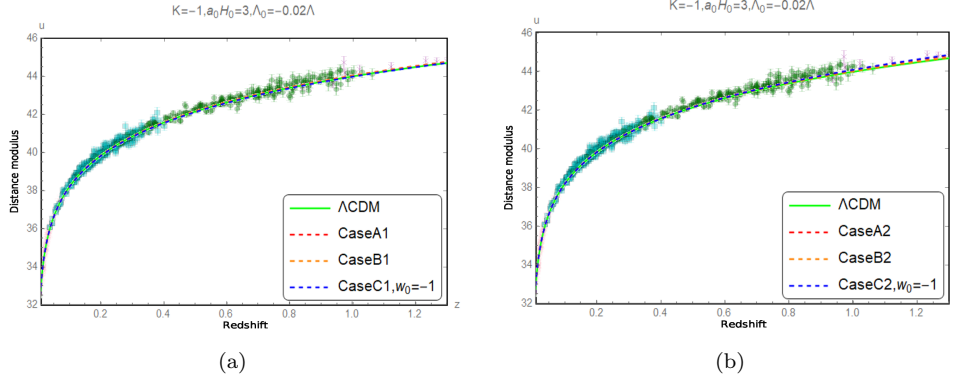 K=−1,a₀H₀=3,Λ₀=−0.02Λ
u
46
44
42
40
38
36
34
32
Distance modulus
ΛCDM
CaseA1
CaseB1
CaseC1,w₀=−1
0.2 0.4 0.6 0.8 1.0 1.2 z
Redshift
(a)
K=−1,a₀H₀=3,Λ₀=−0.02Λ
u
46
44
42
40
38
36
34
32
Distance modulus
ΛCDM
CaseA2
CaseB2
CaseC2,w₀=−1
0.2 0.4 0.6 0.8 1.0 1.2 z
Redshift
(b)